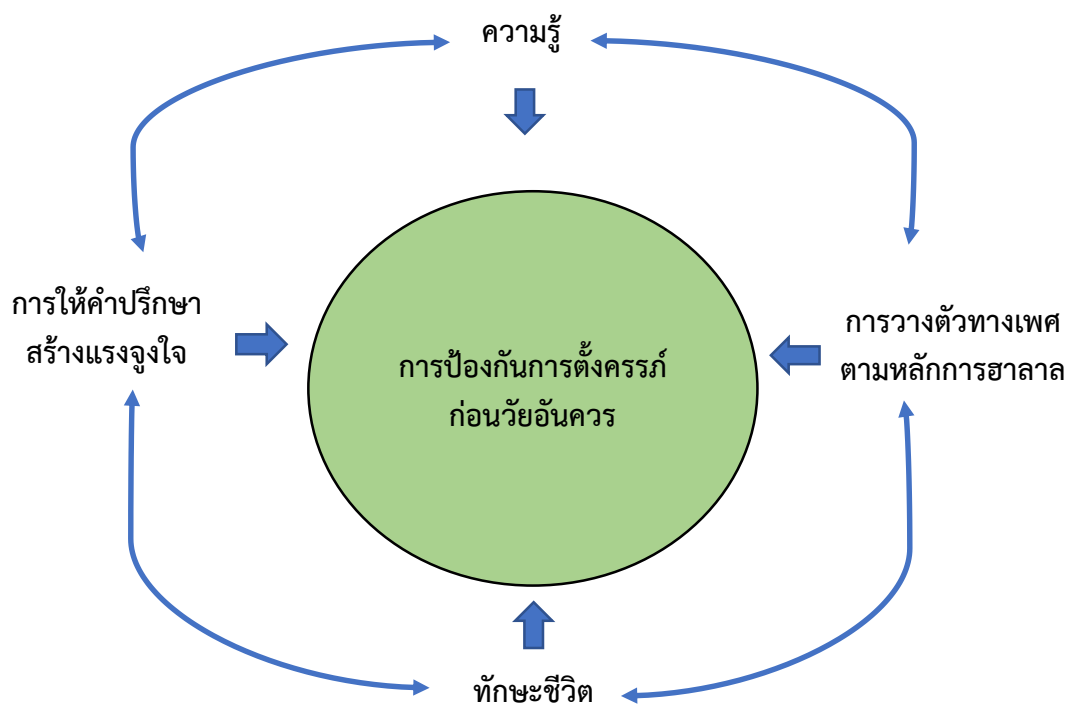 ความรู้
การให้คำปรึกษา
สร้างแรงจูงใจ
การวางตัวทางเพศ
ตามหลักการฮาลาล
การป้องกันการตั้งครรภ์
ก่อนวัยอันควร
ทักษะชีวิต